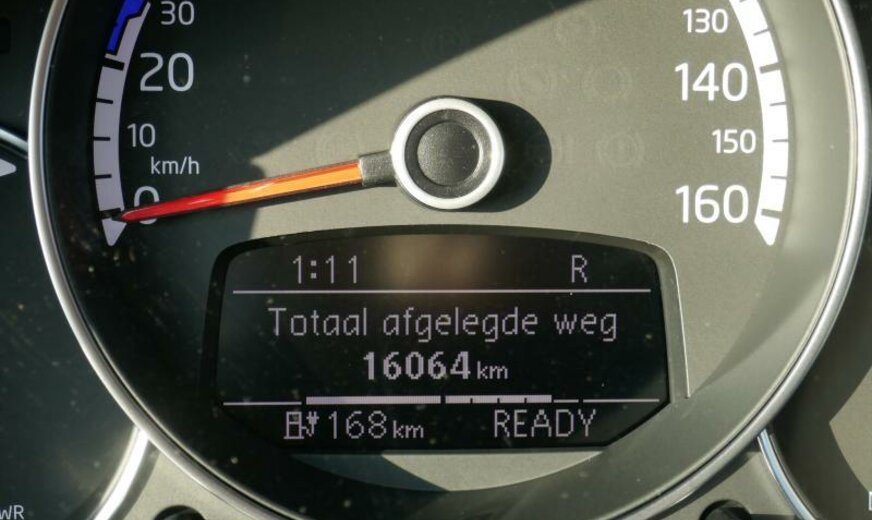 30
20
10
km/h
0
130
140
150
160
1:11 R
Totaal afgelegde weg
16064 km
168 km READY
WR